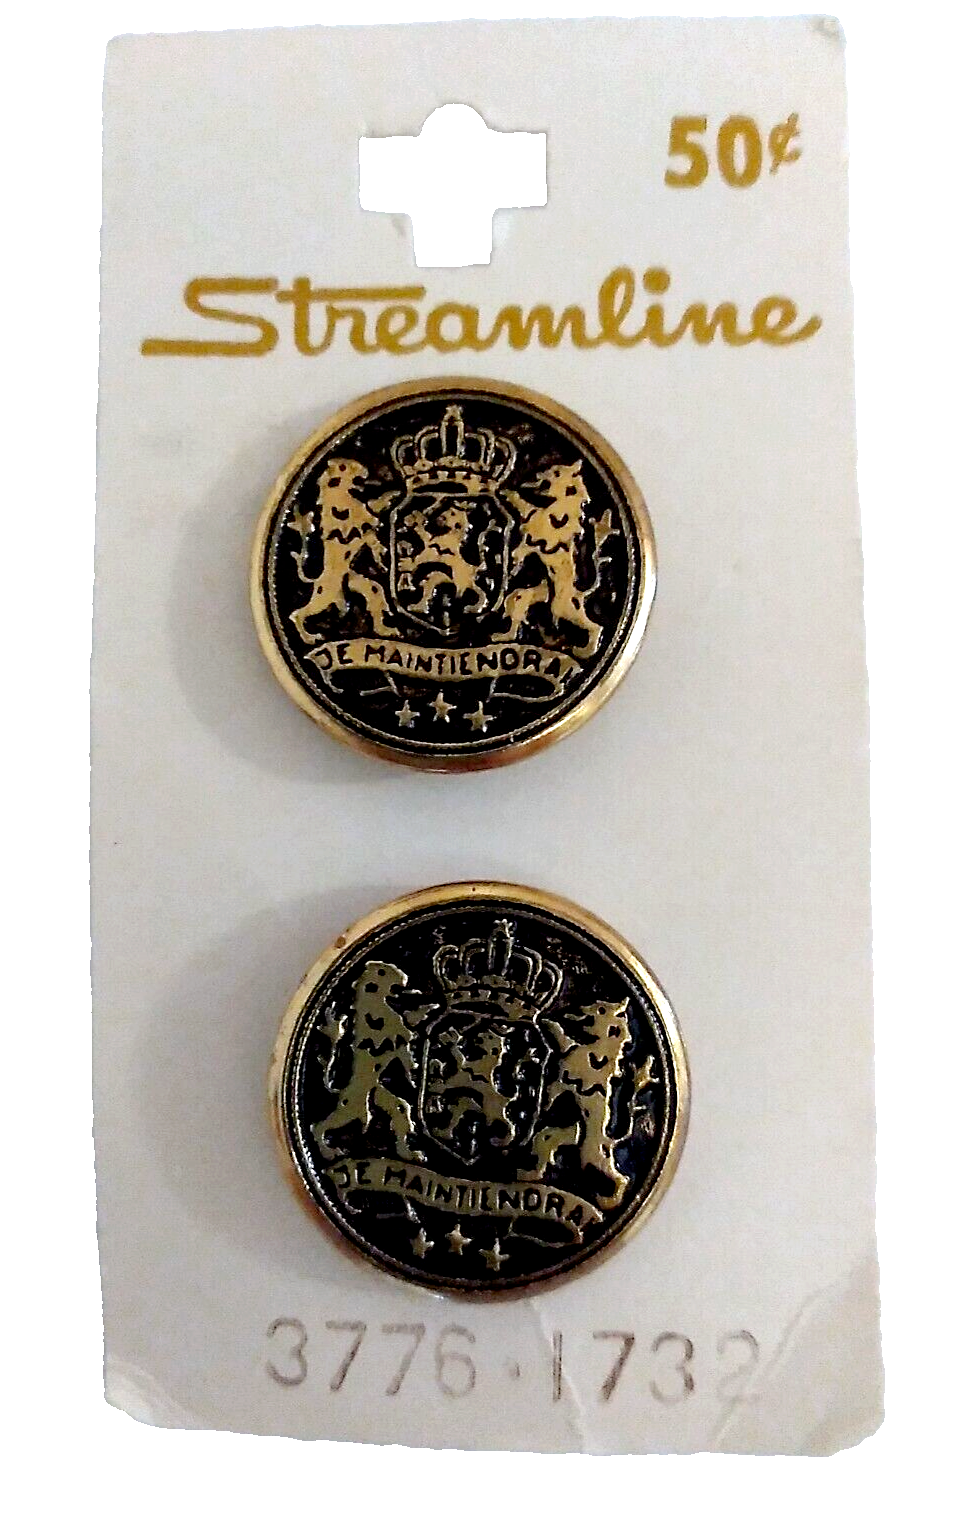 50¢
Streamline
JE MAINTIENDRAI
JE MAINTIENDRAI
3776·1732